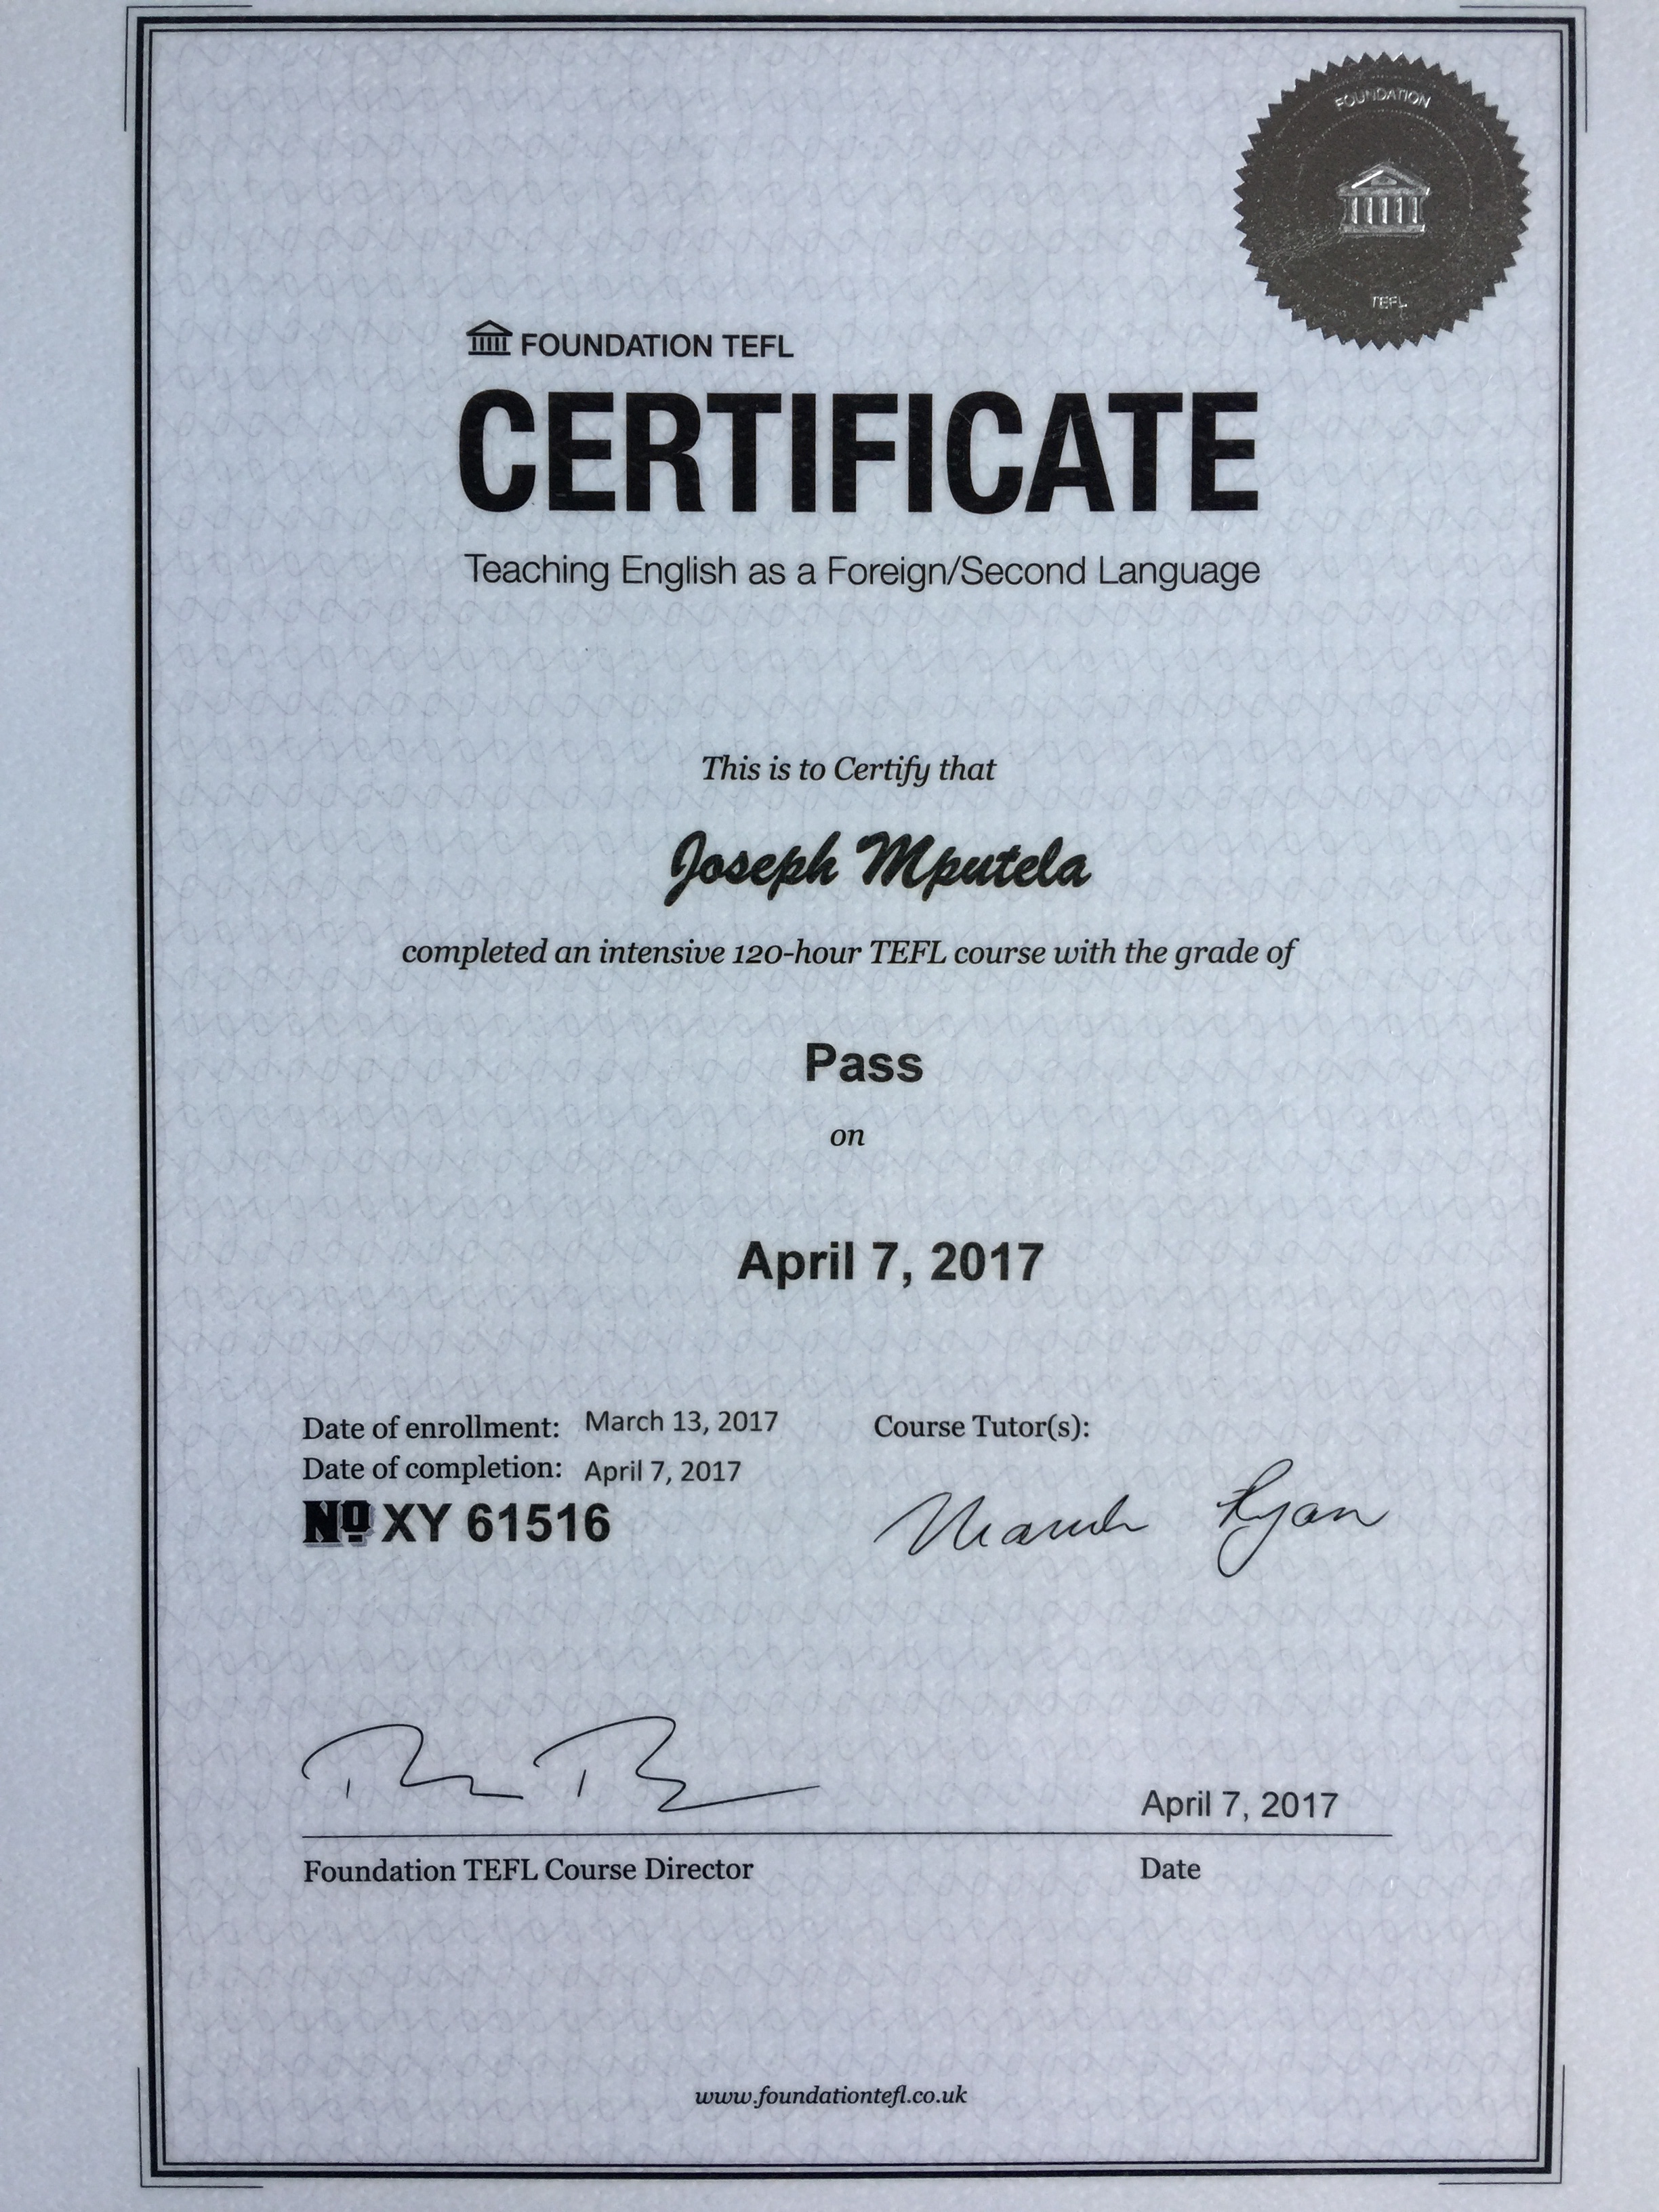 FOUNDATION
TEFL
FOUNDATION TEFL
CERTIFICATE
Teaching English as a Foreign/Second Language
This is to Certify that
Joseph Mputela
completed an intensive 120-hour TEFL course with the grade of
Pass
on
April 7, 2017
Date of enrollment: March 13, 2017
Date of completion: April 7, 2017
Nº XY 61516
Course Tutor(s):
Ryan
April 7, 2017
Foundation TEFL Course Director
Date
www.foundationtefl.co.uk